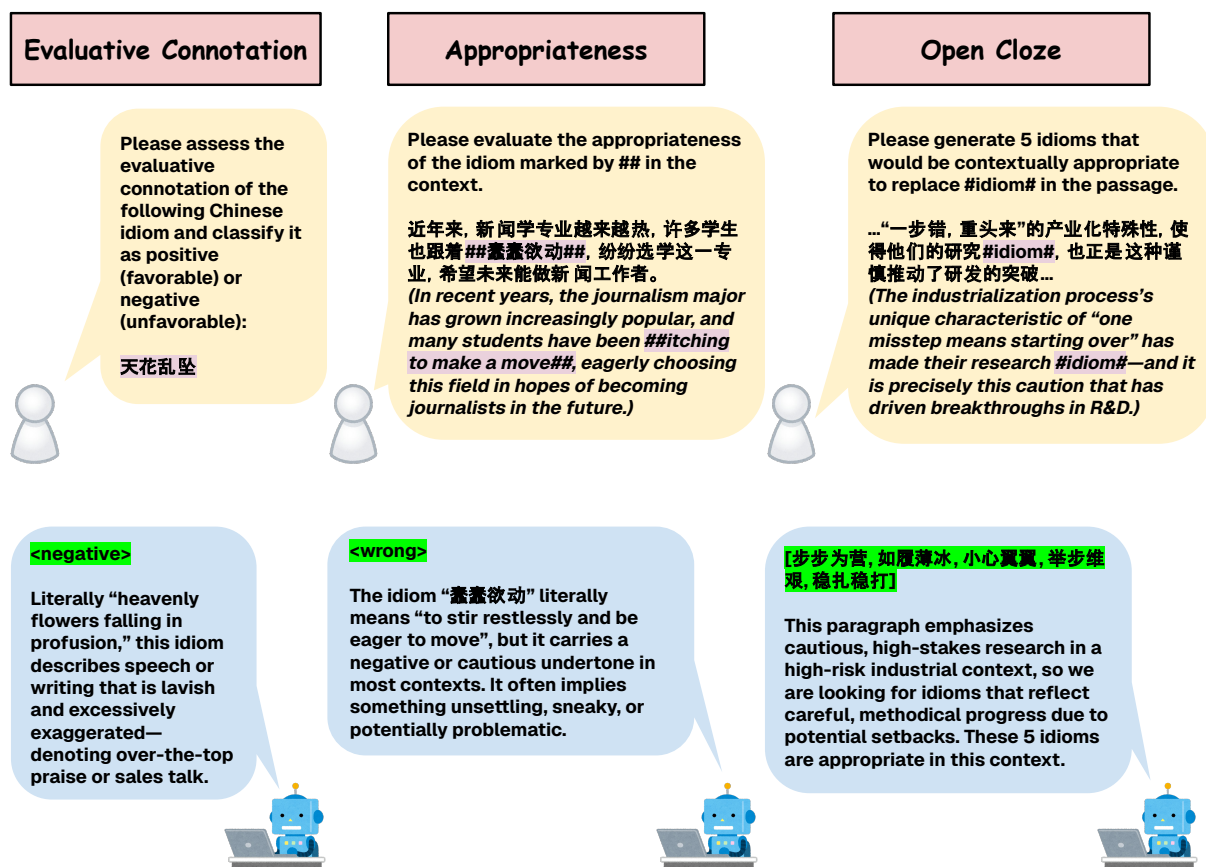 Evaluative Connotation
Appropriateness
Open Cloze
Please assess the
evaluative
connotation of the
following Chinese
idiom and classify it
as positive
(favorable) or
negative
(unfavorable):
天花乱坠
Please evaluate the appropriateness
of the idiom marked by ## in the
context.
近年来, 新闻学专业越来越热, 许多学生
也跟着##蠢蠢欲动##, 纷纷选学这一专
业, 希望未来能做新闻工作者。
(In recent years, the journalism major
has grown increasingly popular, and
many students have been ##itching
to make a move##, eagerly choosing
this field in hopes of becoming
journalists in the future.)
Please generate 5 idioms that
would be contextually appropriate
to replace #idiom# in the passage.
...“一步错, 重头来”的产业化特殊性, 使
得他们的研究#idiom#, 也正是这种谨
慎推动了研发的突破...
(The industrialization process’s
unique characteristic of “one
misstep means starting over” has
made their research #idiom#—and it
is precisely this caution that has
driven breakthroughs in R&D.)
<negative>
Literally “heavenly
flowers falling in
profusion,” this idiom
describes speech or
writing that is lavish
and excessively
exaggerated—
denoting over-the-top
praise or sales talk.
<wrong>
The idiom “蠢蠢欲动” literally
means “to stir restlessly and be
eager to move”, but it carries a
negative or cautious undertone in
most contexts. It often implies
something unsettling, sneaky, or
potentially problematic.
[步步为营, 如履薄冰, 小心翼翼, 举步维
艰, 稳扎稳打]
This paragraph emphasizes
cautious, high-stakes research in a
high-risk industrial context, so we
are looking for idioms that reflect
careful, methodical progress due to
potential setbacks. These 5 idioms
are appropriate in this context.